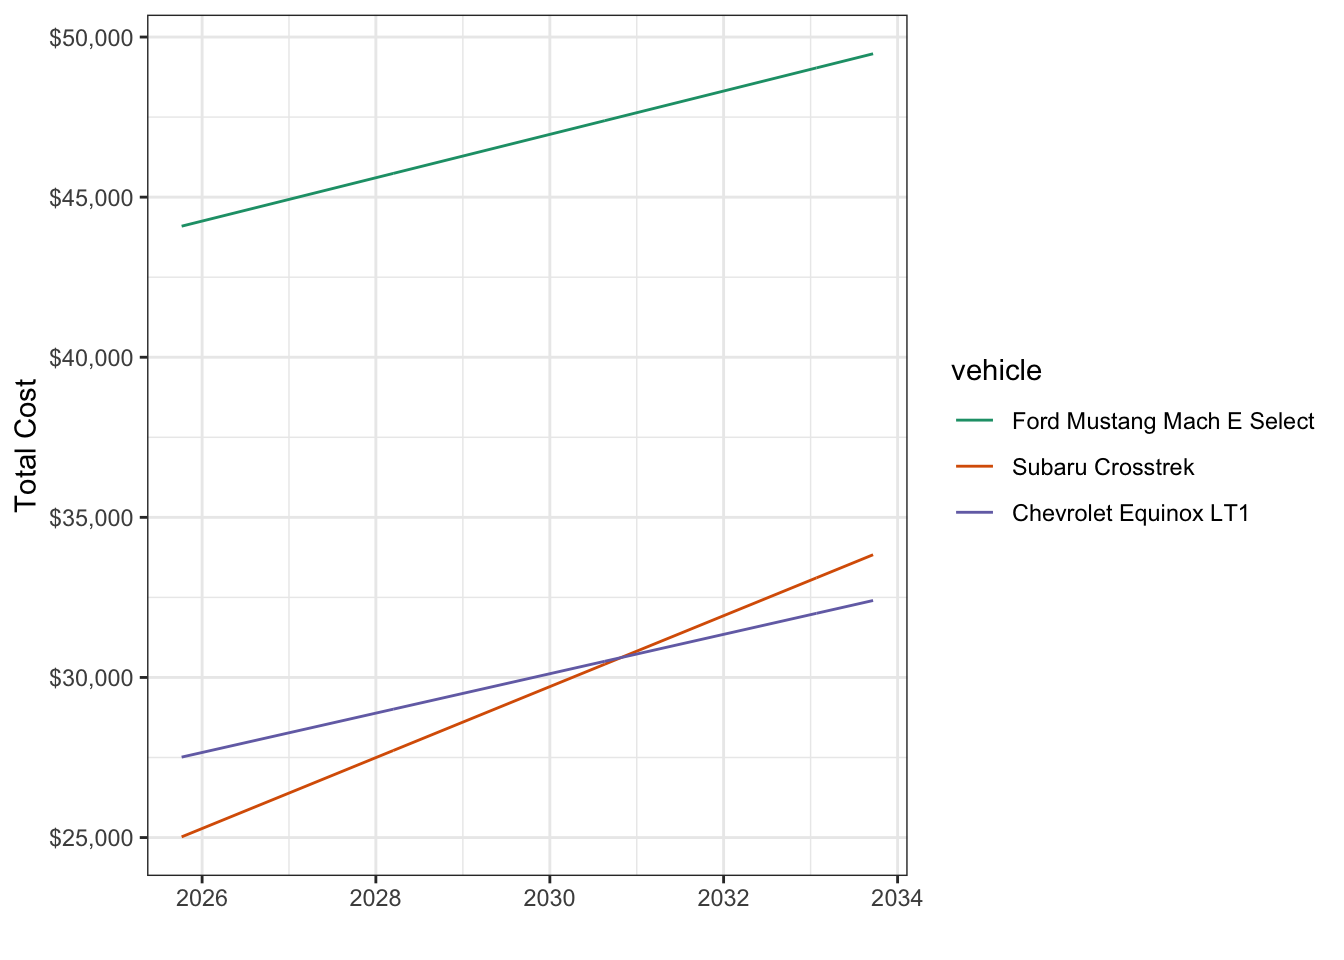 $50,000
$45,000
$40,000
$35,000
$30,000
$25,000
Total Cost
2026 2028 2030 2032 2034
vehicle
Ford Mustang Mach E Select
Subaru Crosstrek
Chevrolet Equinox LT1